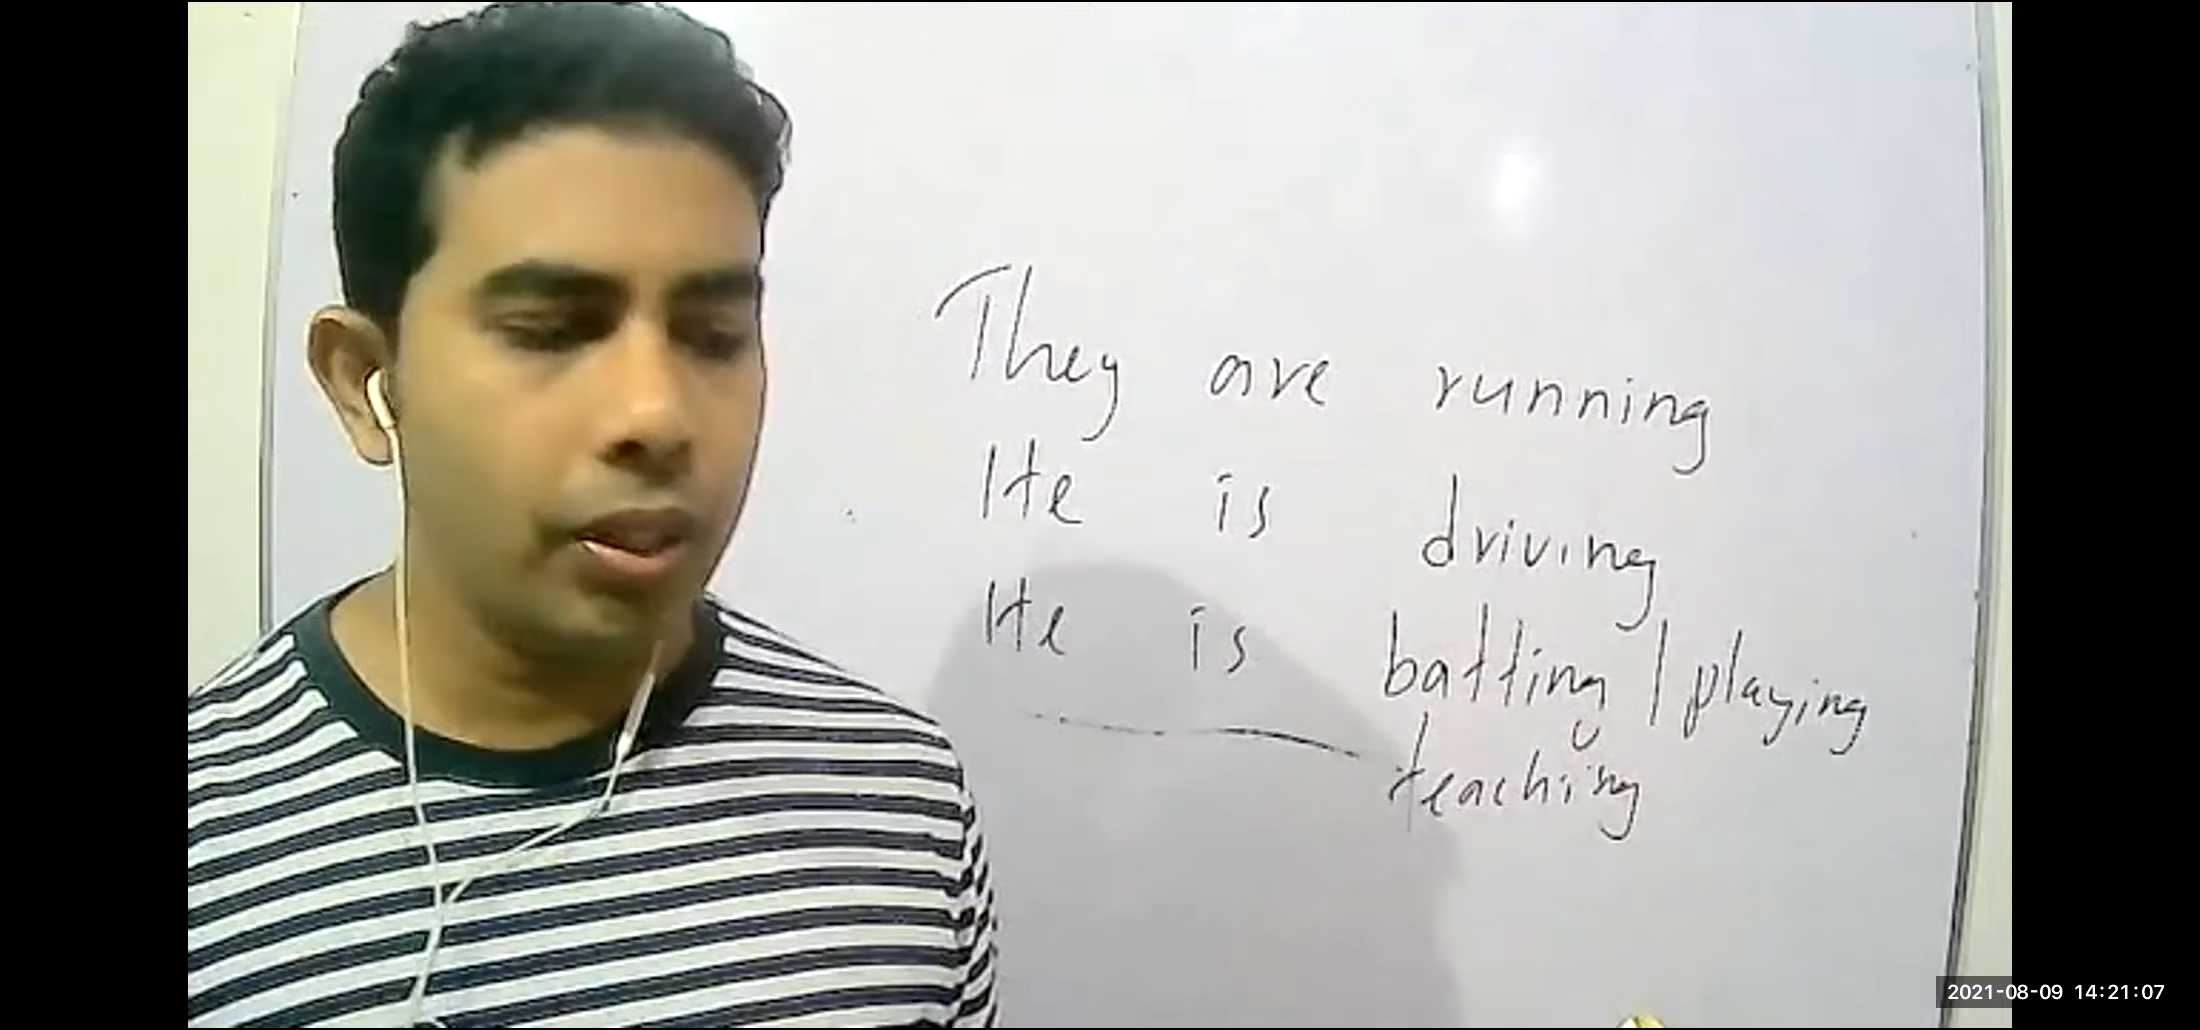 They are running
He is driving
He is batting / playing
teaching
2021-08-09 14:21:07